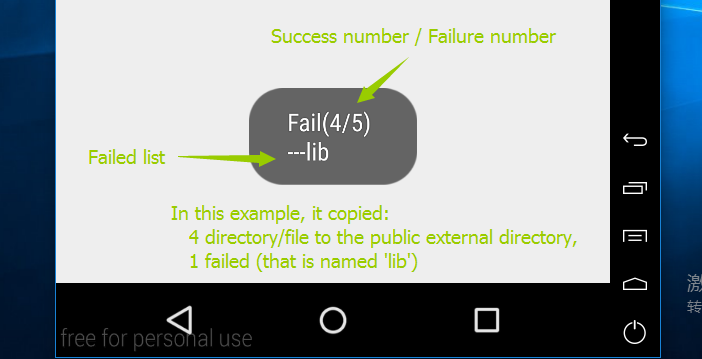 Success number / Failure number
Fail(4/5)
---lib
Failed list
In this example, it copied:
4 directory/file to the public external directory,
1 failed (that is named 'lib')
激
转
free for personal use